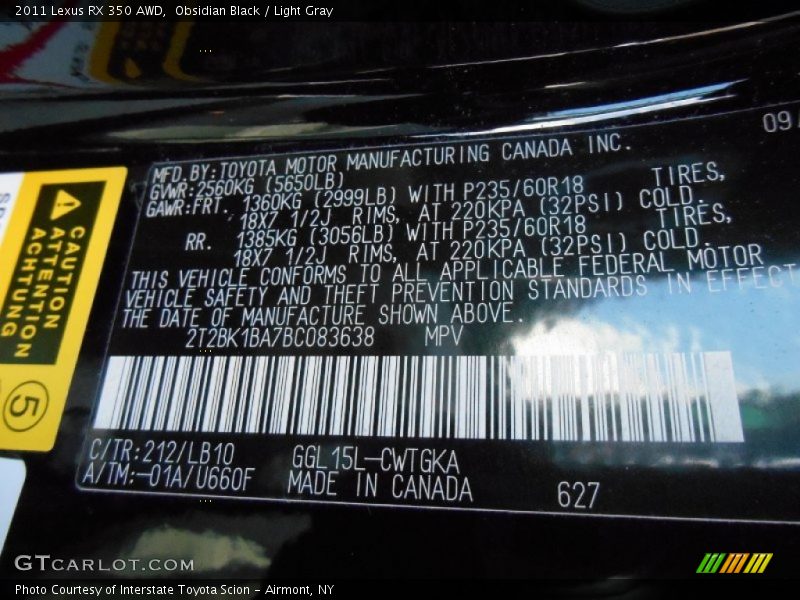 2011 Lexus RX 350 AWD,  Obsidian Black / Light Gray
09/
MFD.BY:TOYOTA MOTOR MANUFACTURING CANADA INC.
GVWR:2560KG (5650LB)
GAWR:FRT. 1360KG (2999LB) WITH P235/60R18 TIRES,
18X7 1/2J RIMS, AT 220KPA (32PSI) COLD.
RR. 1385KG (3056LB) WITH P235/60R18 TIRES,
18X7 1/2J RIMS, AT 220KPA (32PSI) COLD.
THIS VEHICLE CONFORMS TO ALL APPLICABLE FEDERAL MOTOR
VEHICLE SAFETY AND THEFT PREVENTION STANDARDS IN EFFECT
THE DATE OF MANUFACTURE SHOWN ABOVE.
2T2BK1BA7BC083638 MPV
C/TR:212/LB10 GGL15L-CWTGKA
A/TM:-01A/U660F MADE IN CANADA
627
CAUTION
ATTENTION
ACHTUNG
5
GTCARLOT.COM
Photo Courtesy of Interstate Toyota Scion - Airmont, NY